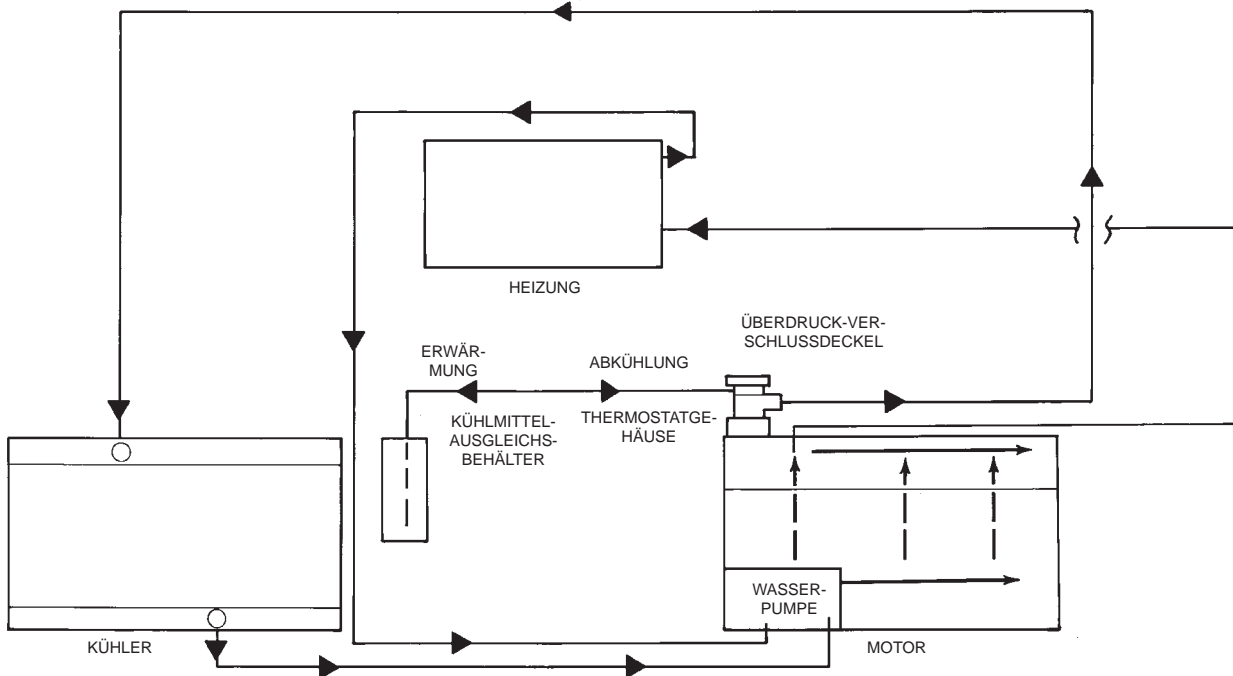 HEIZUNG
ÜBERDRUCK-VER-
SCHLUSSDECKEL
ERWÄR-
MUNG
ABKÜHLUNG
KÜHLMITTEL-
AUSGLEICHS-
BEHÄLTER
THERMOSTATGE-
HÄUSE
WASSER-
PUMPE
KÜHLER
MOTOR